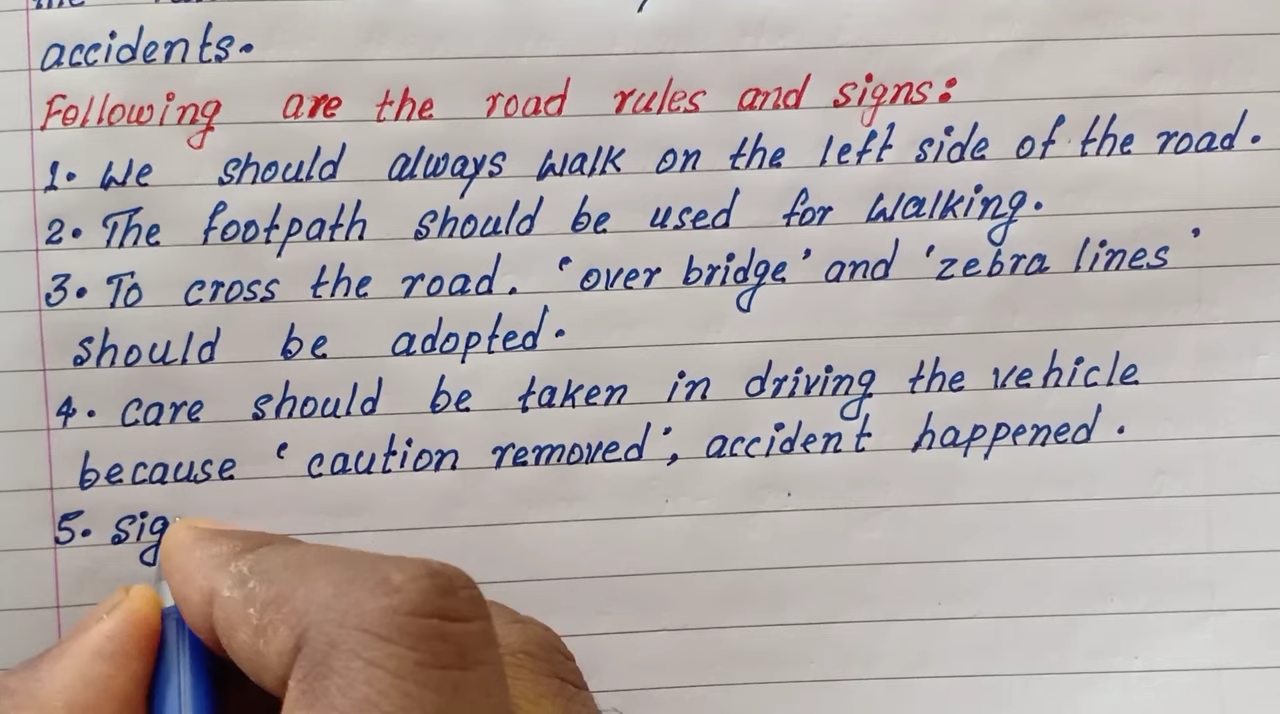 accidents.
Following are the road rules and signs:
1. We should always walk on the left side of the road.
2. The footpath should be used for walking.
3. To cross the road. 'over bridge' and 'zebra lines'
should be adopted.
4. care should be taken in driving the vehicle
because 'caution removed', accident happened.
5. sig